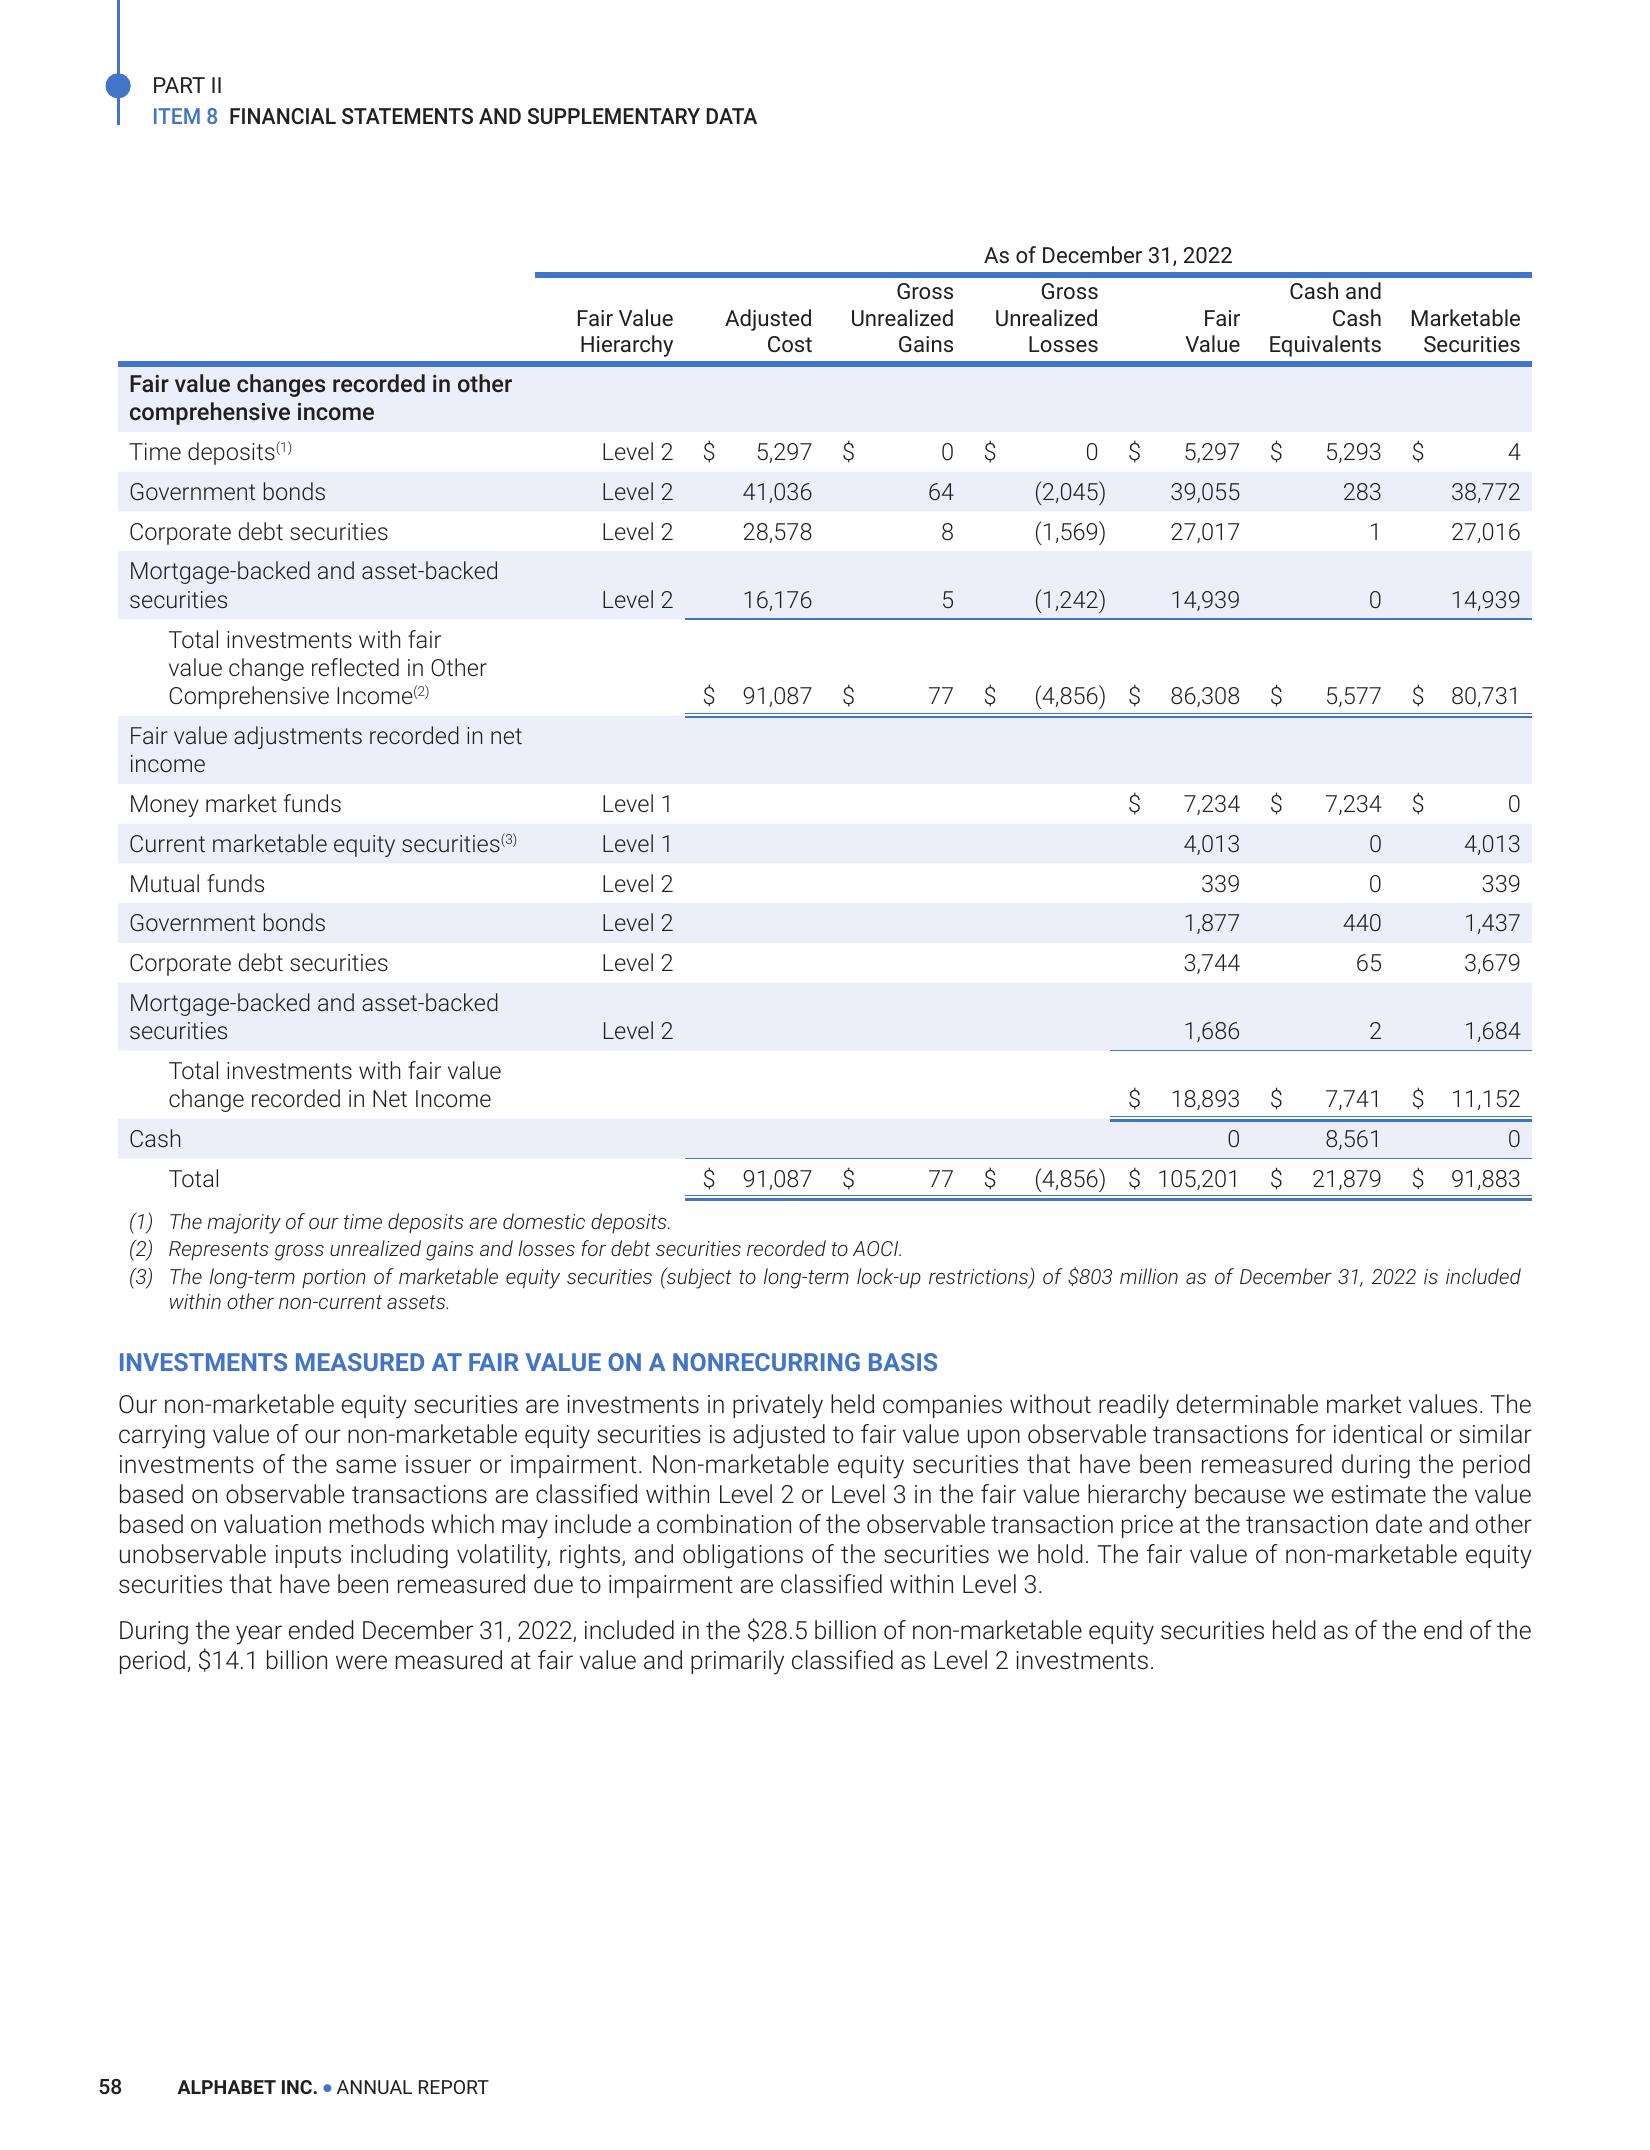 PART II
ITEM 8 FINANCIAL STATEMENTS AND SUPPLEMENTARY DATA
As of December 31, 2022
Fair Value Hierarchy Adjusted Cost Gross Unrealized Gains Gross Unrealized Losses Fair Value Cash and Cash Equivalents Marketable Securities
Fair value changes recorded in other
comprehensive income
Time deposits(1) Level 2 $ 5,297 $ 0 $ 0 $ 5,297 $ 5,293 $ 4
Government bonds Level 2 41,036 64 (2,045) 39,055 283 38,772
Corporate debt securities Level 2 28,578 8 (1,569) 27,017 1 27,016
Mortgage-backed and asset-backed
securities Level 2 16,176 5 (1,242) 14,939 0 14,939
Total investments with fair
value change reflected in Other
Comprehensive Income(2) $ 91,087 $ 77 $ (4,856) $ 86,308 $ 5,577 $ 80,731
Fair value adjustments recorded in net
income
Money market funds Level 1 $ 7,234 $ 7,234 $ 0
Current marketable equity securities(3) Level 1 4,013 0 4,013
Mutual funds Level 2 339 0 339
Government bonds Level 2 1,877 440 1,437
Corporate debt securities Level 2 3,744 65 3,679
Mortgage-backed and asset-backed
securities Level 2 1,686 2 1,684
Total investments with fair value
change recorded in Net Income $ 18,893 $ 7,741 $ 11,152
Cash 0 8,561 0
Total $ 91,087 $ 77 $ (4,856) $ 105,201 $ 21,879 $ 91,883
(1) The majority of our time deposits are domestic deposits.
(2) Represents gross unrealized gains and losses for debt securities recorded to AOCI.
(3) The long-term portion of marketable equity securities (subject to long-term lock-up restrictions) of $803 million as of December 31, 2022 is included
within other non-current assets.
INVESTMENTS MEASURED AT FAIR VALUE ON A NONRECURRING BASIS
Our non-marketable equity securities are investments in privately held companies without readily determinable market values. The
carrying value of our non-marketable equity securities is adjusted to fair value upon observable transactions for identical or similar
investments of the same issuer or impairment. Non-marketable equity securities that have been remeasured during the period
based on observable transactions are classified within Level 2 or Level 3 in the fair value hierarchy because we estimate the value
based on valuation methods which may include a combination of the observable transaction price at the transaction date and other
unobservable inputs including volatility, rights, and obligations of the securities we hold. The fair value of non-marketable equity
securities that have been remeasured due to impairment are classified within Level 3.
During the year ended December 31, 2022, included in the $28.5 billion of non-marketable equity securities held as of the end of the
period, $14.1 billion were measured at fair value and primarily classified as Level 2 investments.
58 ALPHABET INC. • ANNUAL REPORT